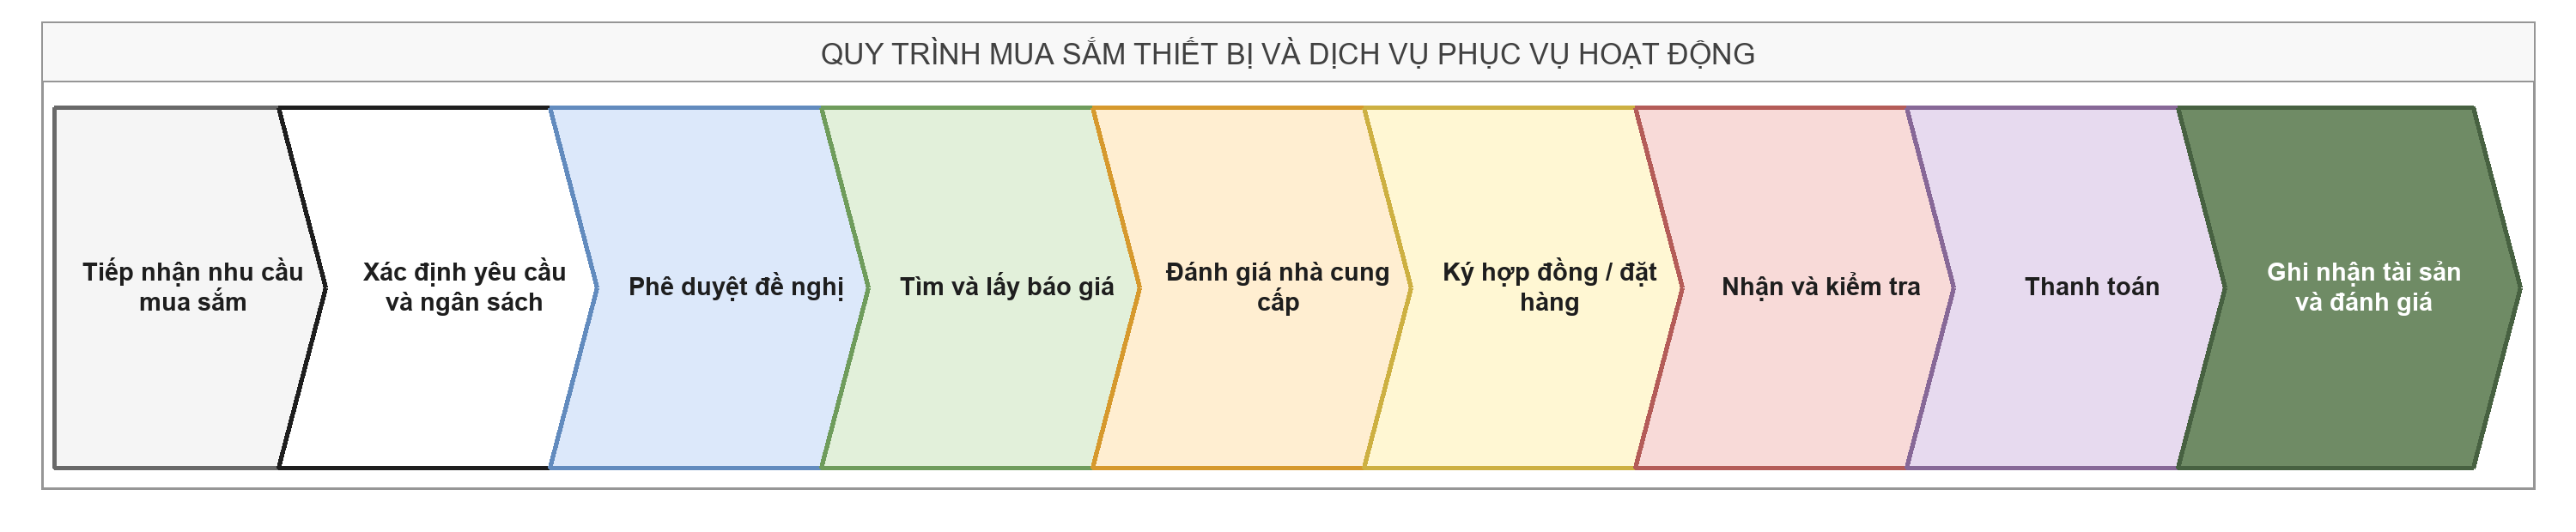 QUY TRÌNH MUA SẮM THIẾT BỊ VÀ DỊCH VỤ PHỤC VỤ HOẠT ĐỘNG
Tiếp nhận nhu cầu
mua sắm
Xác định yêu cầu
và ngân sách
Phê duyệt đề nghị
Tìm và lấy báo giá
Đánh giá nhà cung
cấp
Ký hợp đồng / đặt
hàng
Nhận và kiểm tra
Thanh toán
Ghi nhận tài sản
và đánh giá